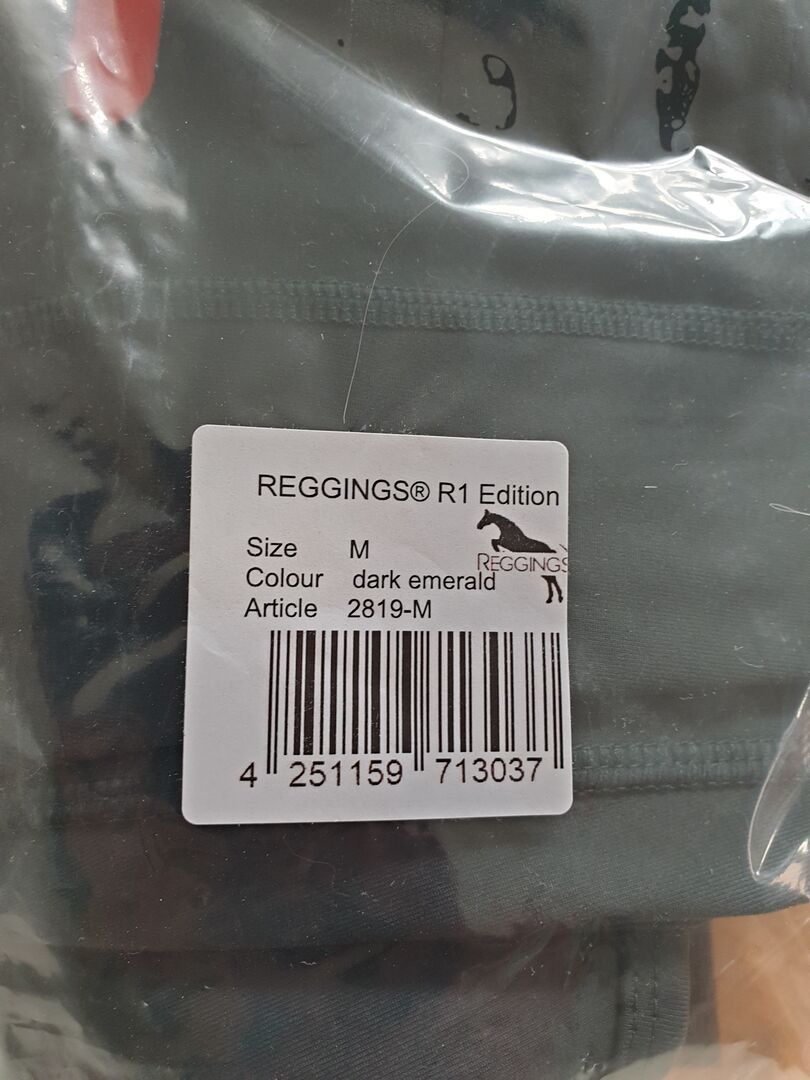 REGGINGS® R1 Edition
Size M
REGGINGS
Colour dark emerald
Article 2819-M
4 251159 713037